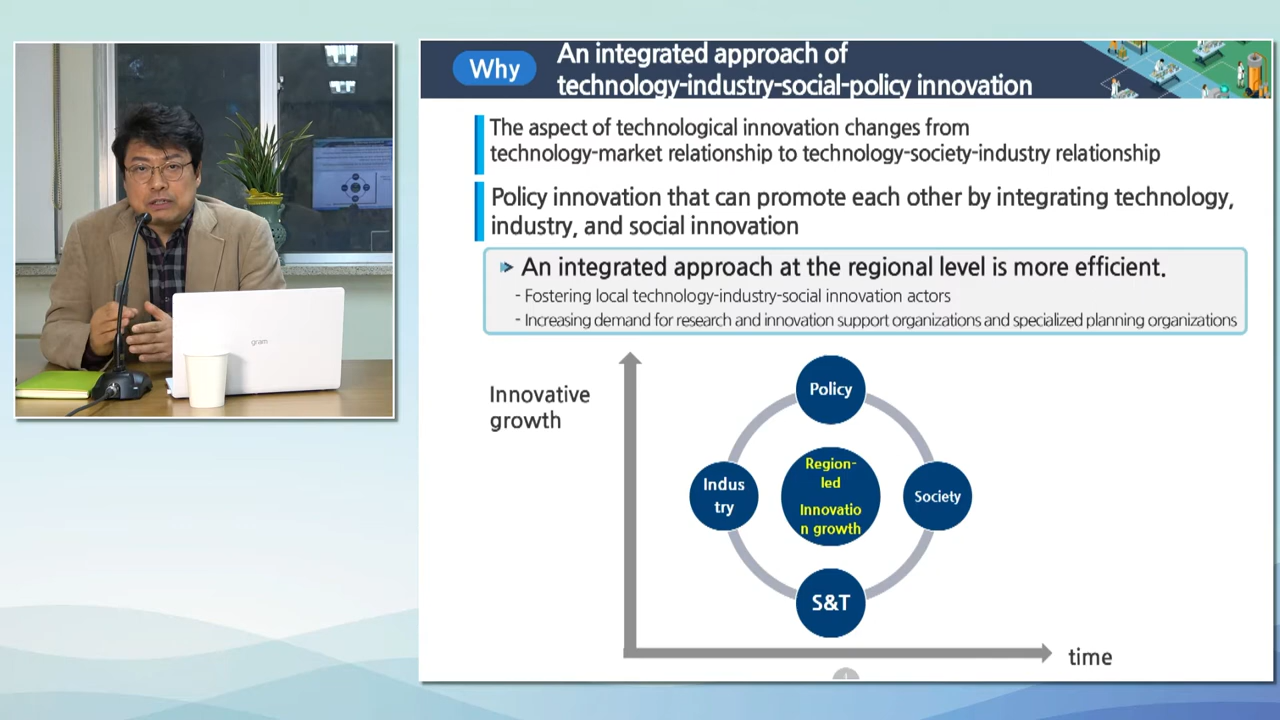 Why
An integrated approach of
technology-industry-social-policy innovation
The aspect of technological innovation changes from
technology-market relationship to technology-society-industry relationship
Policy innovation that can promote each other by integrating technology,
industry, and social innovation
An integrated approach at the regional level is more efficient.
- Fostering local technology-industry-social innovation actors
- Increasing demand for research and innovation support organizations and specialized planning organizations
Innovative
growth
Policy
Indus
try
Region-
led
Innovatio
n growth
Society
S&T
time
gram